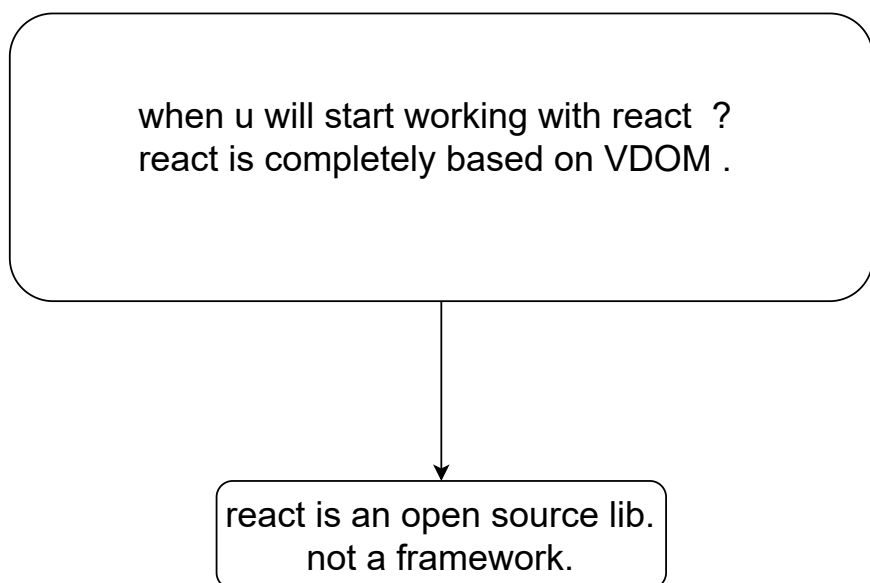 when u will start working with react  ?
react is completely based on VDOM .
react is an open source lib.
not a framework.